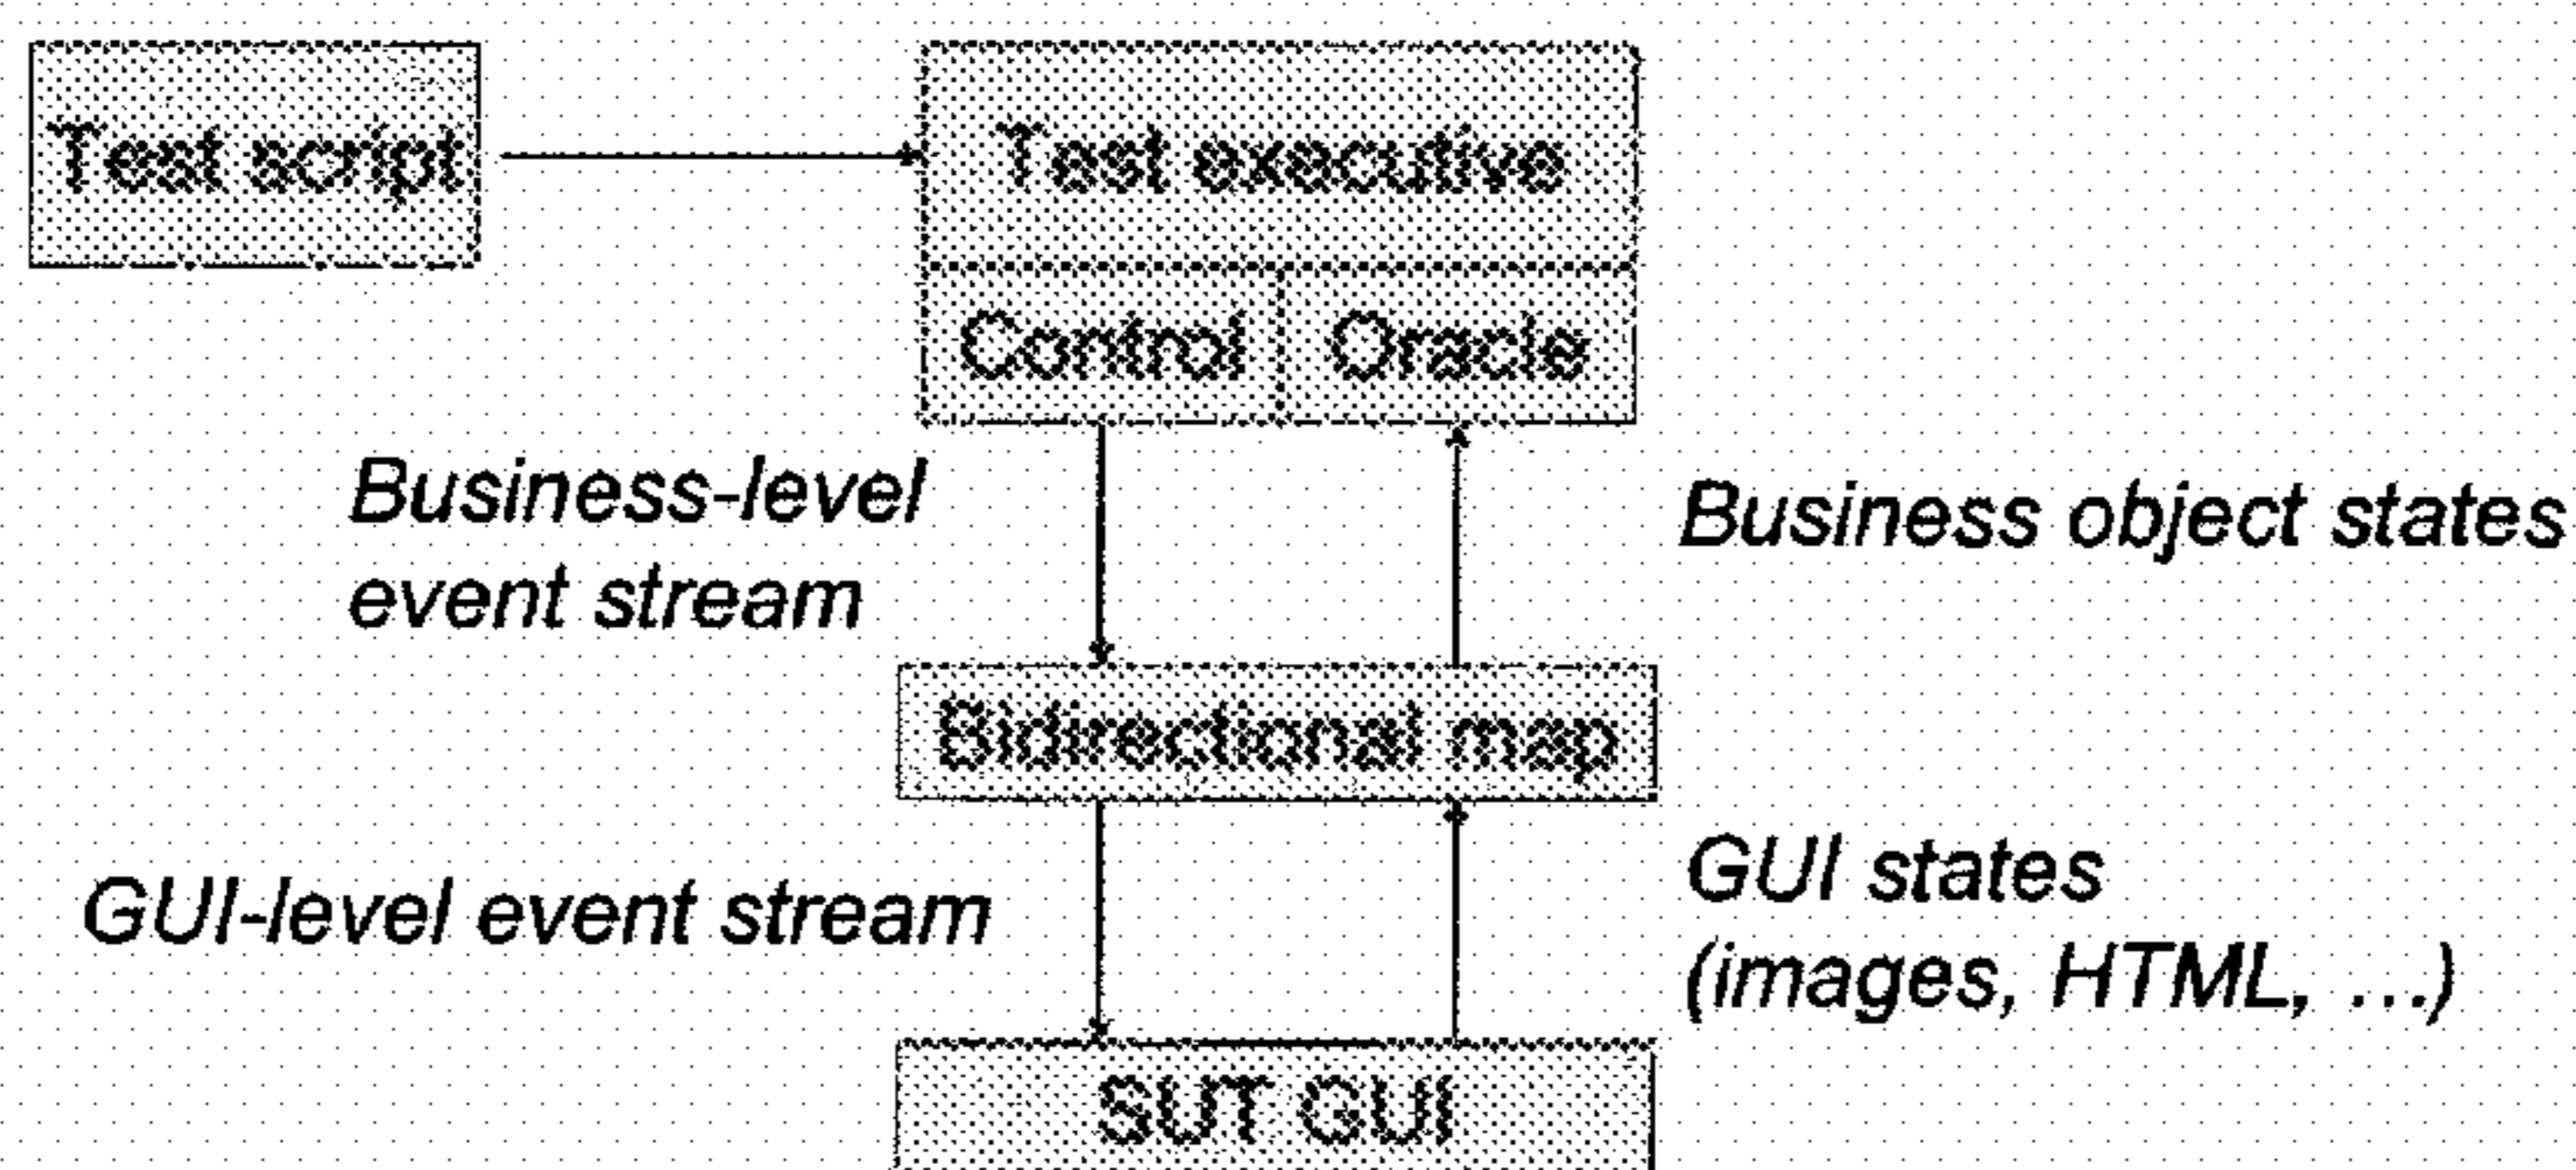 Test script
Test executive
Control
Oracle
Business-level
event stream
Business object states
Bidirectional map
GUI-level event stream
GUI states
(images, HTML, ...)
SUT GUI